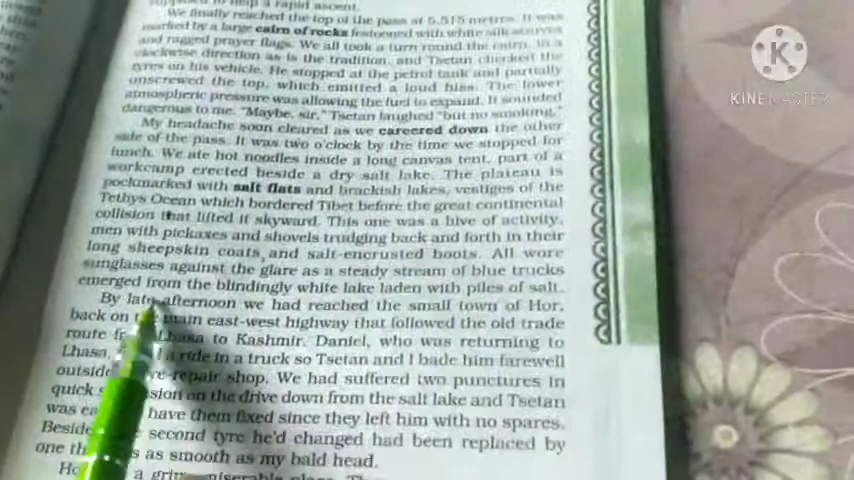 supposed to help a rapid ascent.
We finally reached the top of the pass at 5,515 metres. It was
marked by a large cairn of rocks festooned with white silk scarves
and ragged prayer flags. We all took a turn round the cairn, in a
clockwise direction as is the tradition, and Tsetan checked the
tyres on his vehicle. He stopped at the petrol tank and partially
unscrewed the top, which emitted a loud hiss. The lower
atmospheric pressure was allowing the fuel to expand. It sounded
dangerous to me. “Maybe, sir,” Tsetan laughed “but no smoking.”
My headache soon cleared as we careered down the other
side of the pass. It was two o'clock by the time we stopped for
lunch. We ate hot noodles inside a long canvas tent, part of a
workcamp erected beside a dry salt lake. The plateau is
pockmarked with salt flats and brackish lakes, vestiges of the
Tethys Ocean which bordered Tibet before the great continental
collision that lifted it skyward. This one was a hive of activity,
men with pickaxes and shovels trudging back and forth in their
long sheepskin coats and salt-encrusted boots. All wore
sunglasses against the glare as a steady stream of blue trucks
emerged from the blindingly white lake laden with piles of salt.
By late afternoon we had reached the small town of Hor,
back on main east-west highway that followed the old trade
route Lhasa to Kashmir. Daniel, who was returning to
Lhasa, a ride in a truck so Tsetan and I bade him farewell
outside re-repair shop. We had suffered two punctures in
quick s sion on the drive down from the salt lake and Tsetan
was ea have them fixed since they left him with no spares.
Beside second tyre he'd changed had been replaced by
one th s as smooth as my bald head.
Ho a grim, miserable place.
KINEMASTER